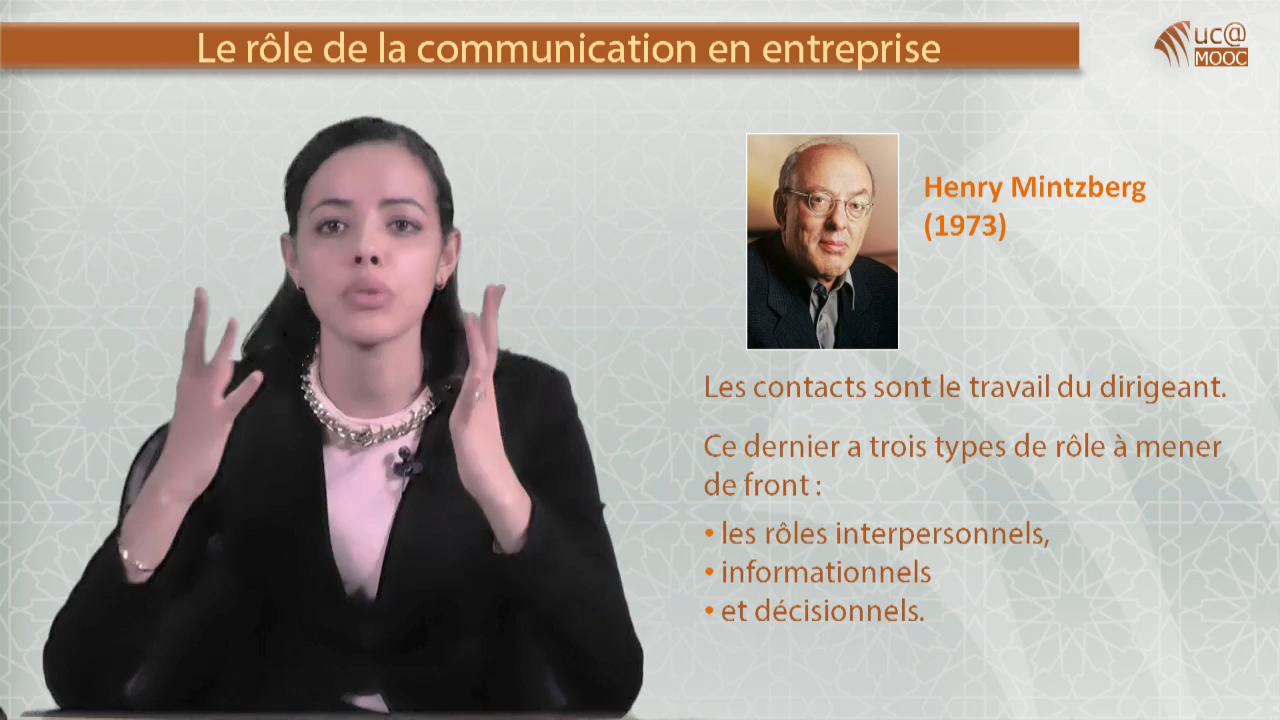 Le rôle de la communication en entreprise
uc@
MOOC
Henry Mintzberg
(1973)
Les contacts sont le travail du dirigeant.
Ce dernier a trois types de rôle à mener
de front :
• les rôles interpersonnels,
• informationnels
• et décisionnels.